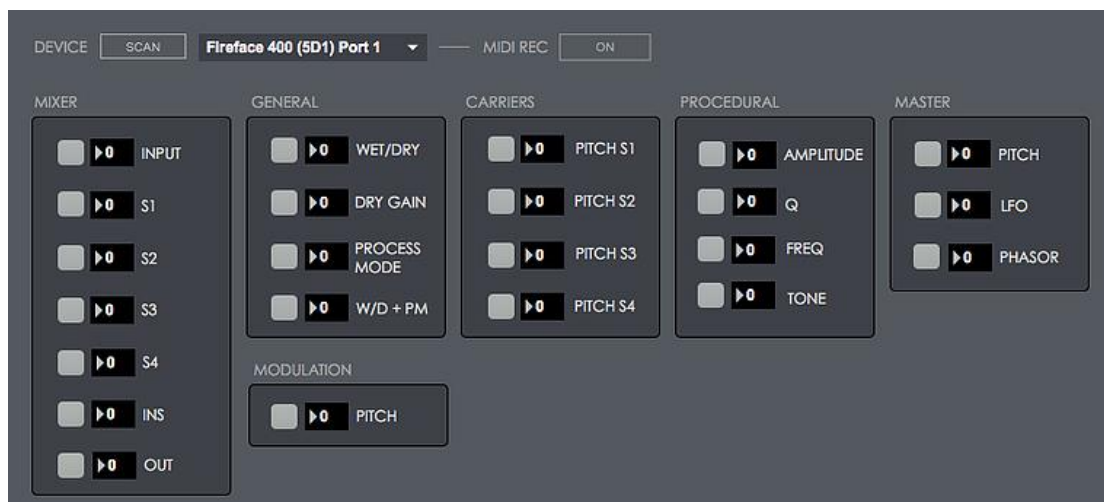 DEVICE SCAN Fireface 400 (5D1) Port 1 MIDI REC ON
MIXER GENERAL CARRIERS PROCEDURAL MASTER
0 INPUT
0 S1
0 S2
0 S3
0 S4
0 INS
0 OUT
0 WET/DRY
0 DRY GAIN
0 PROCESS
MODE
0 W/D + PM
MODULATION
0 PITCH
0 PITCH S1
0 PITCH S2
0 PITCH S3
0 PITCH S4
0 AMPLITUDE
0 Q
0 FREQ
0 TONE
0 PITCH
0 LFO
0 PHASOR